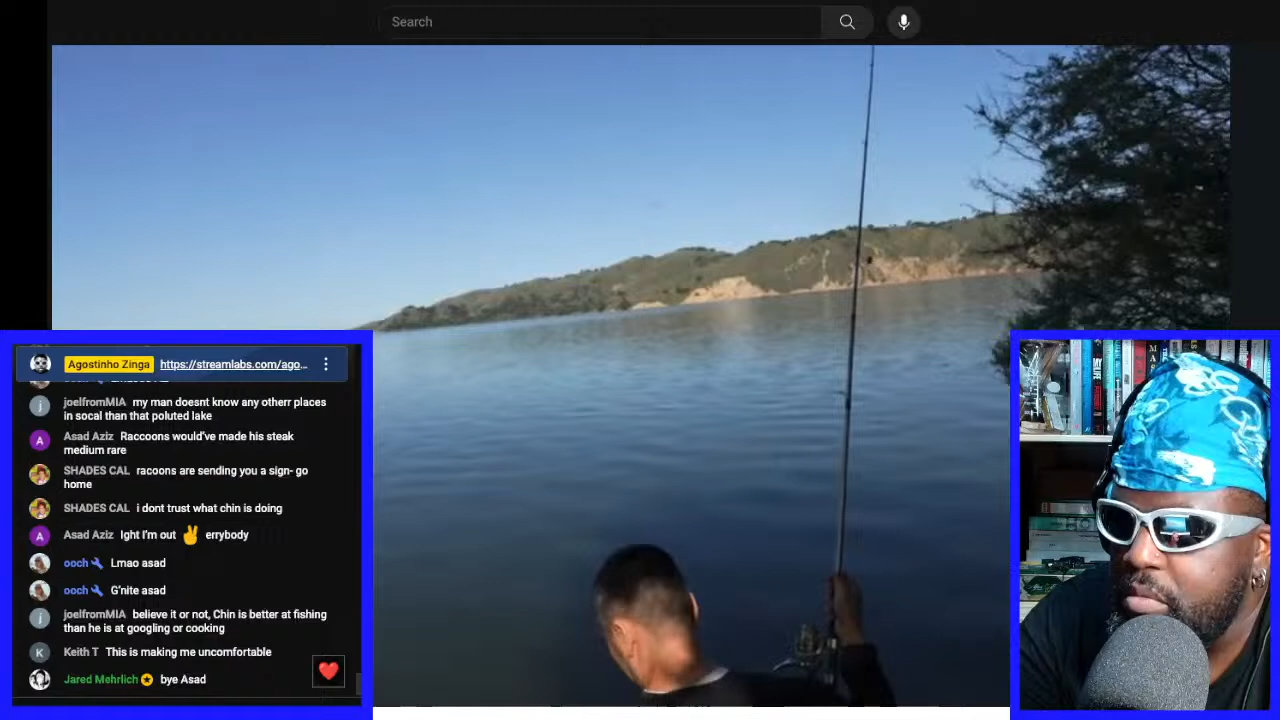 Search
Agostinho Zinga https://streamlabs.com/ago...
joelfromMIA my man doesnt know any otherr places
in socal than that poluted lake
Asad Aziz Raccoons would've made his steak
medium rare
SHADES CAL racoons are sending you a sign- go
home
SHADES CAL i dont trust what chin is doing
Asad Aziz Ight I'm out ✌️ errybody
ooch Lmao asad
ooch G'nite asad
joelfromMIA believe it or not, Chin is better at fishing
than he is at googling or cooking
Keith T This is making me uncomfortable
Jared Mehrlich bye Asad